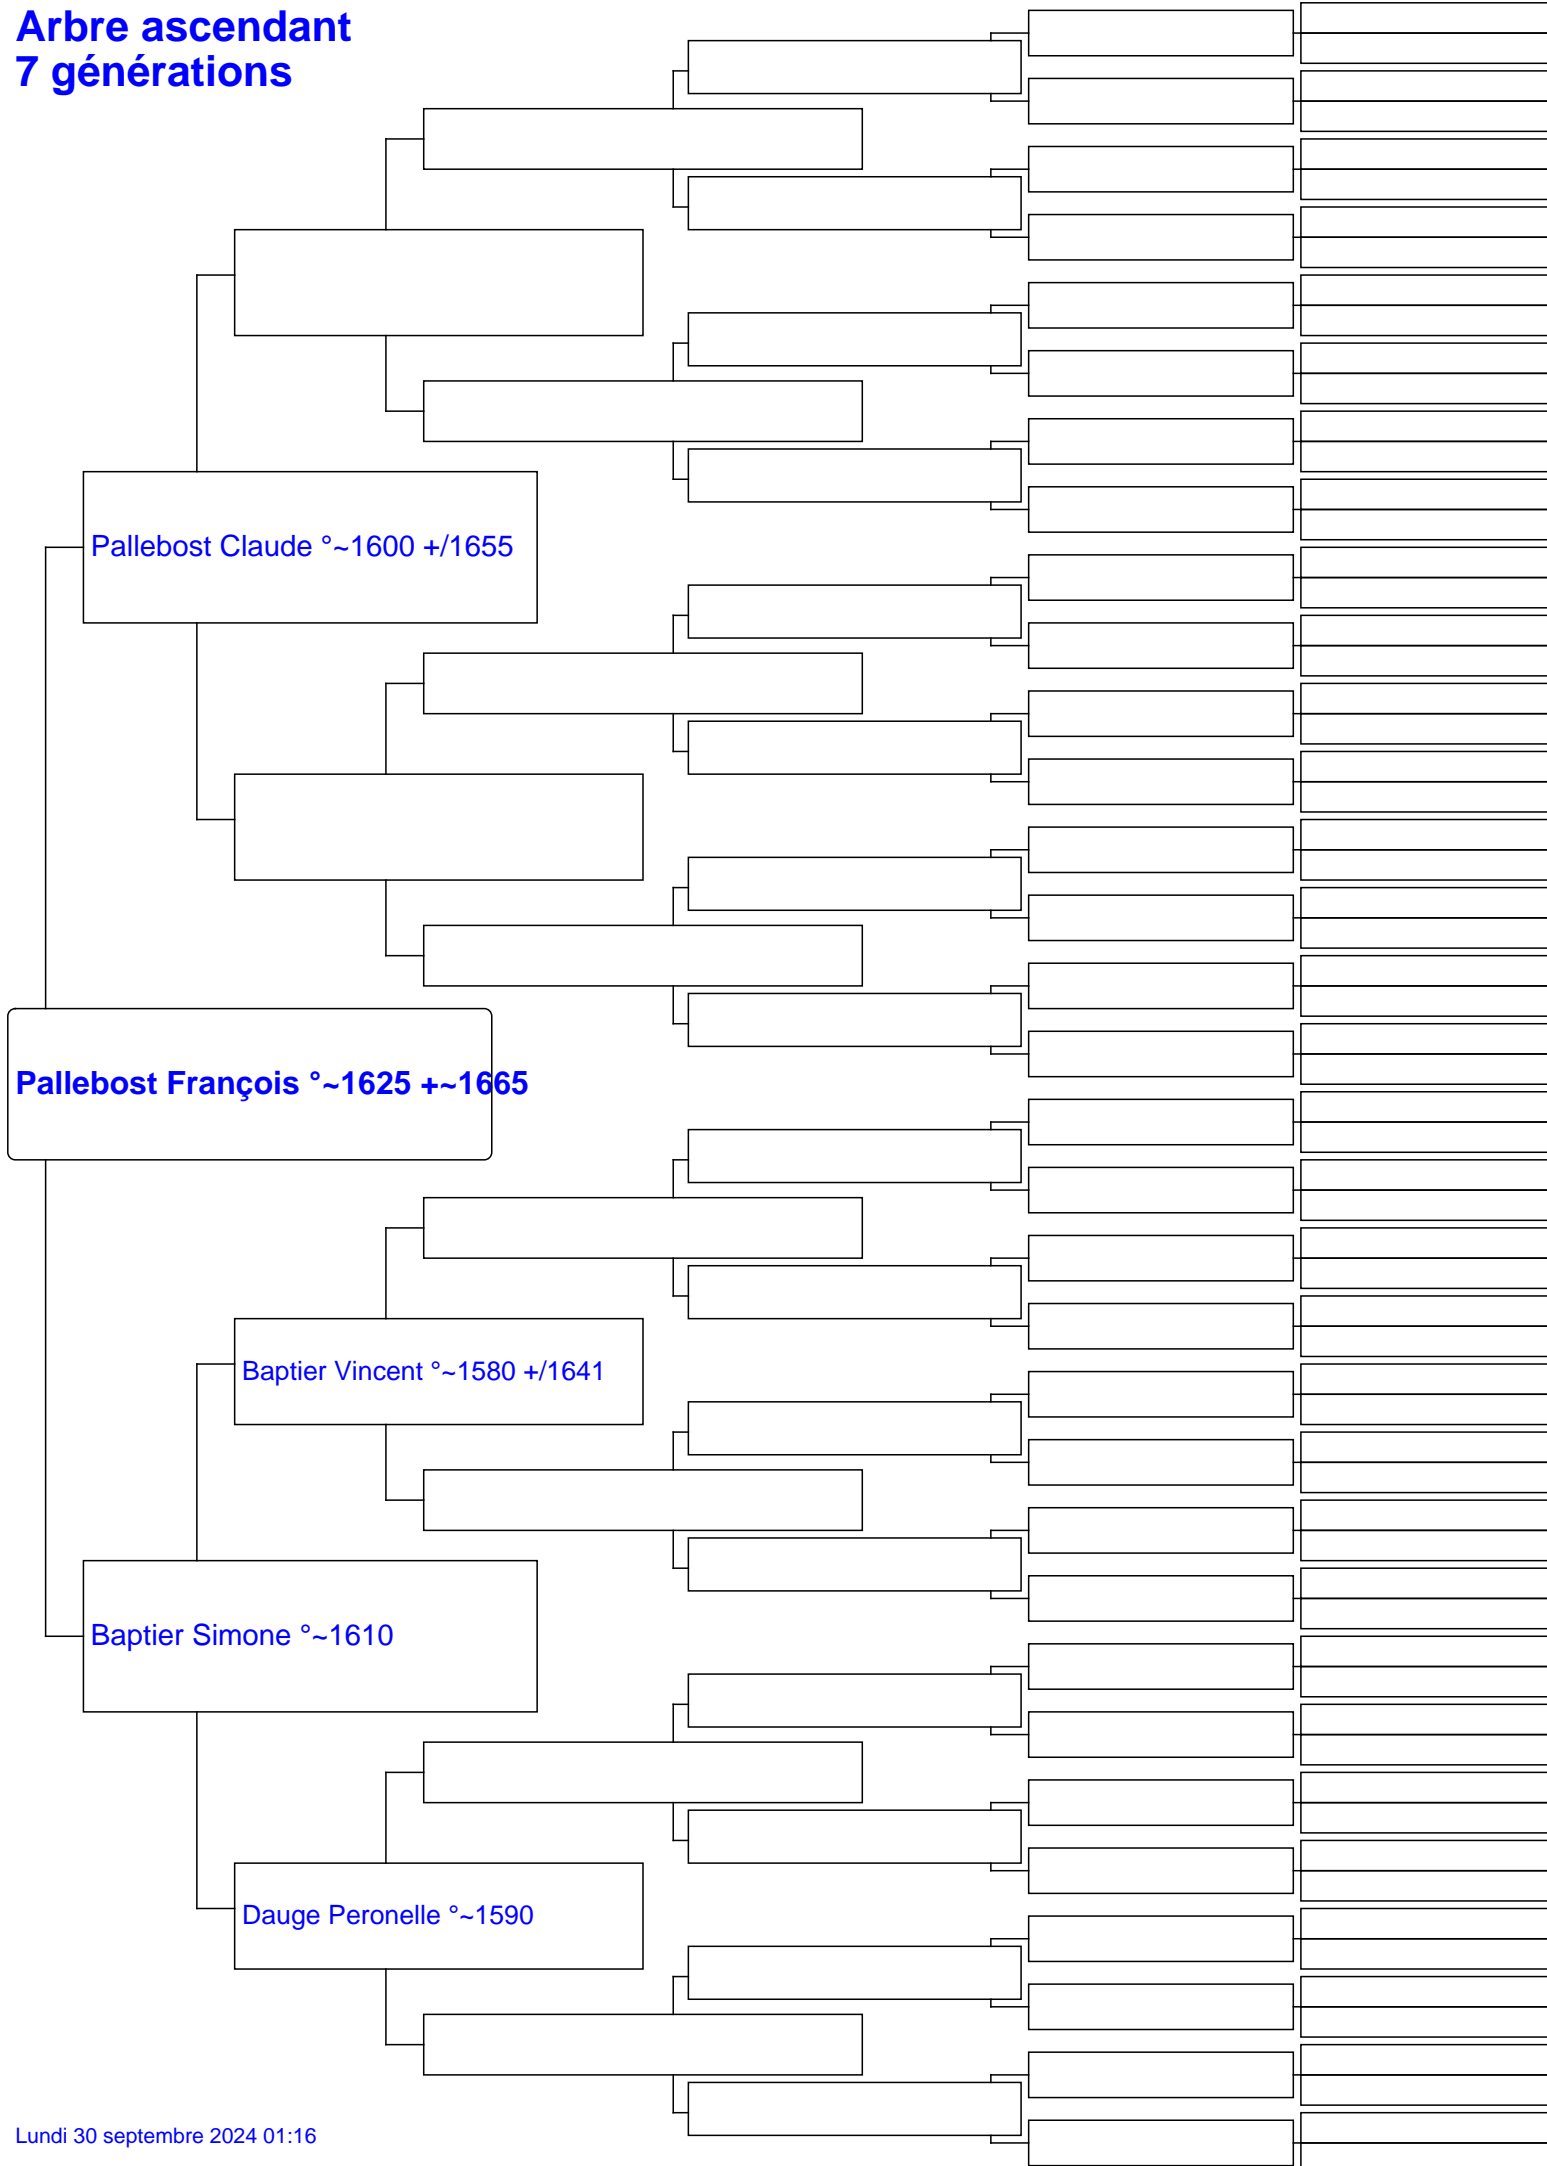 Arbre ascendant
7 générations
Pallebost Claude °~1600 +/1655
Pallebost François °~1625 +~1665
Baptier Vincent °~1580 +/1641
Baptier Simone °~1610
Dauge Peronelle °~1590
Lundi 30 septembre 2024 01:16